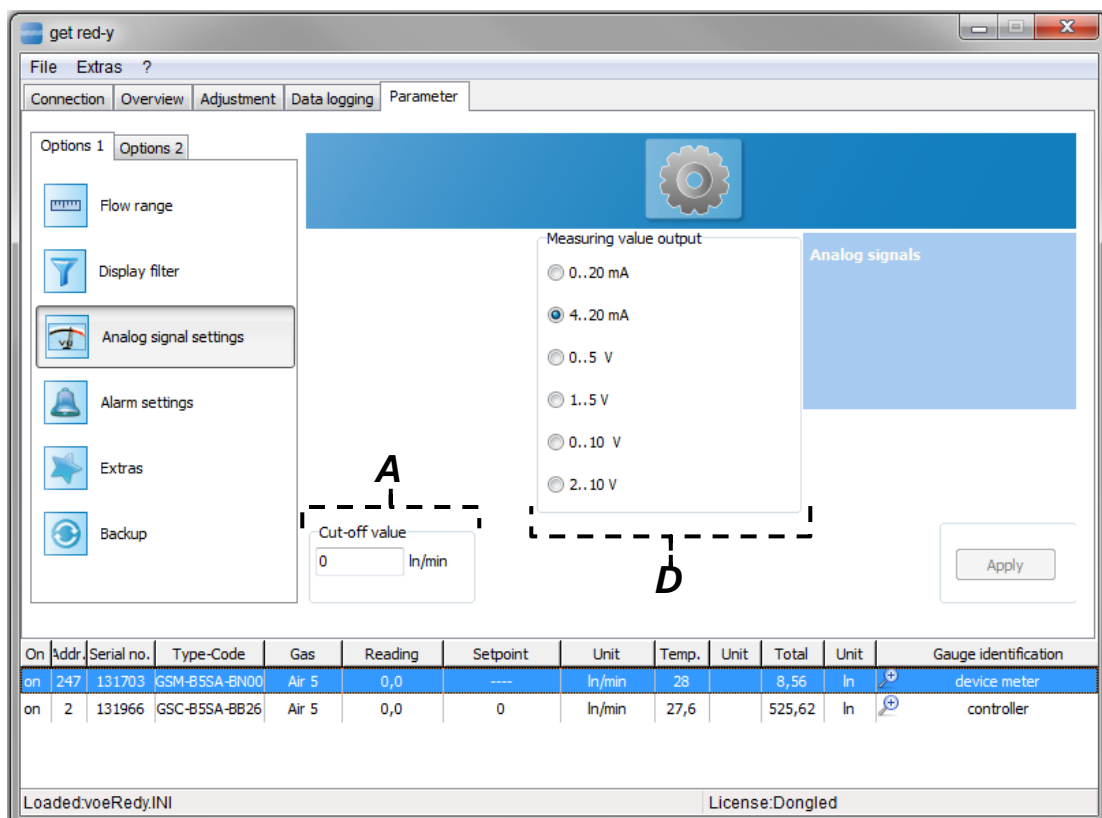 get red-y
File Extras ?
Connection Overview Adjustment Data logging Parameter
Options 1 Options 2
Flow range
Display filter
Analog signal settings
Alarm settings
Extras
Backup
Measuring value output
0..20 mA
4..20 mA
0..5 V
1..5 V
0..10 V
2..10 V
Analog signals
A
Cut-off value
0 ln/min
D
Apply
On Addr. Serial no. Type-Code Gas Reading Setpoint Unit Temp. Unit Total Unit Gauge identification
on 247 131703 GSM-B5SA-BN00 Air 5 0,0 ---- ln/min 28 8,56 ln device meter
on 2 131966 GSC-B5SA-BB26 Air 5 0,0 0 ln/min 27,6 525,62 ln controller
Loaded:voeRedy.INI License:Dongled